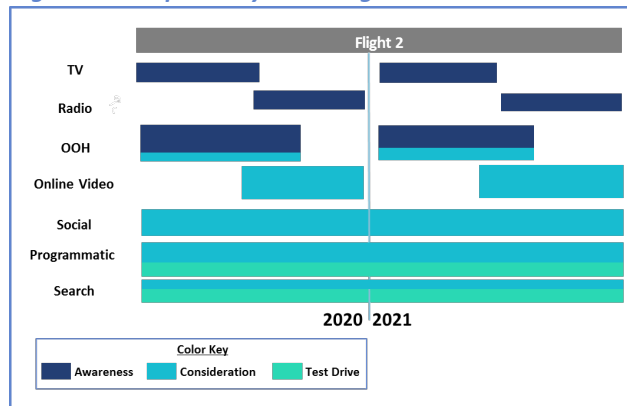 Flight 2
TV
Radio
OOH
Online Video
Social
Programmatic
Search
2020 2021
Color Key
Awareness Consideration Test Drive